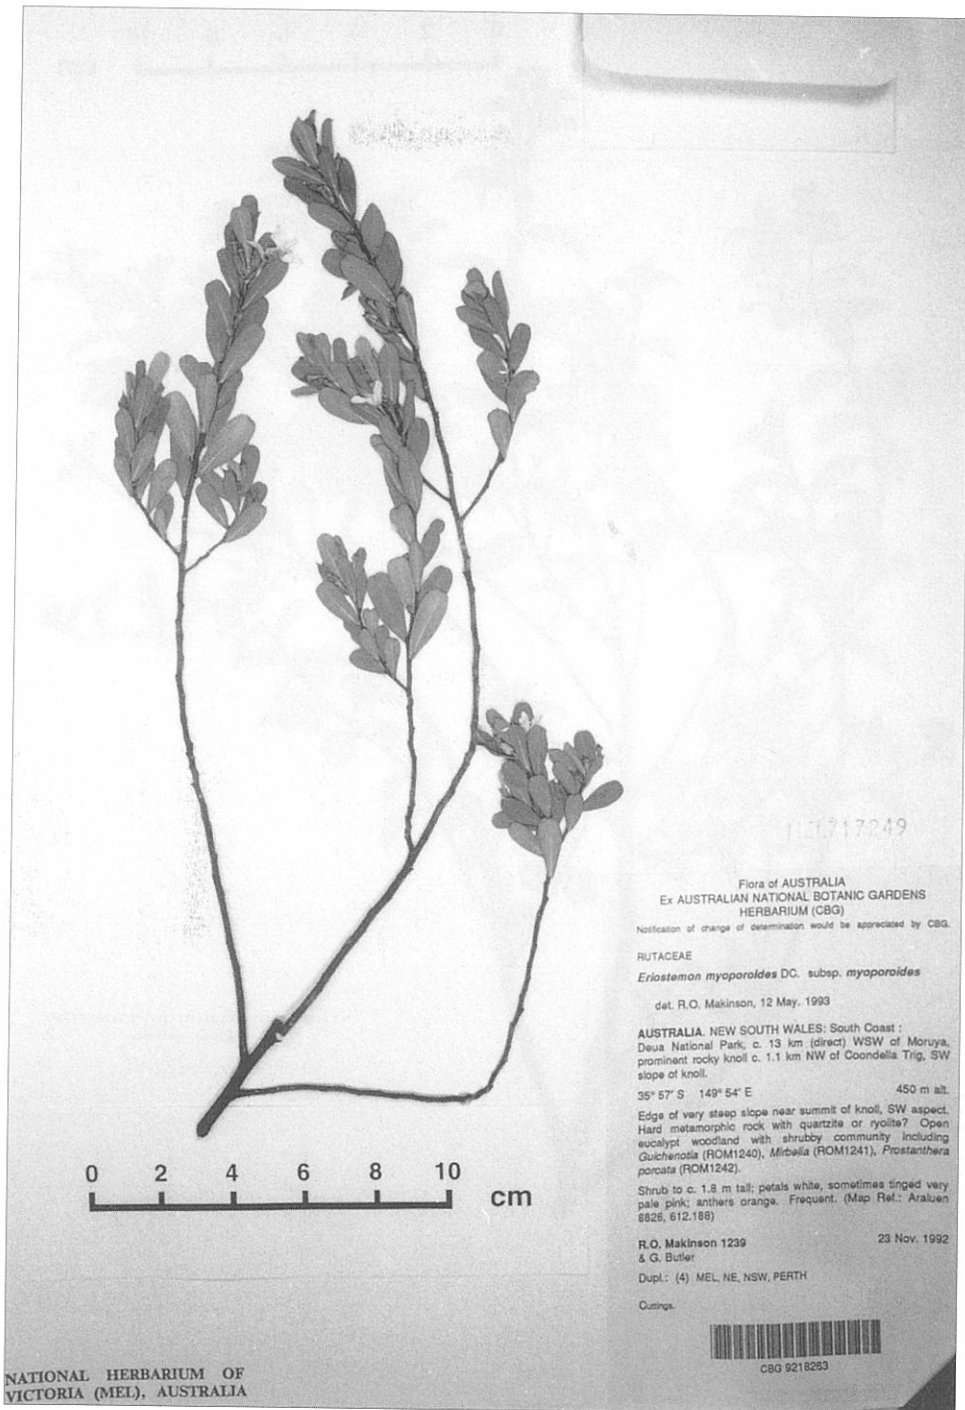 0 2 4 6 8 10 cm
717249
Flora of AUSTRALIA
Ex AUSTRALIAN NATIONAL BOTANIC GARDENS
HERBARIUM (CBG)
Notification of change of determination would be appreciated by CBG.
RUTACEAE
Eriostemon myoporoides DC. subsp. myoporoides
det. R.O. Makinson, 12 May. 1993
AUSTRALIA. NEW SOUTH WALES: South Coast :
Deua National Park, c. 13 km (direct) WSW of Moruya,
prominent rocky knoll c. 1.1 km NW of Coondella Trig, SW
slope of knoll.
35° 57' S 149° 54' E 450 m alt.
Edge of very steep slope near summit of knoll, SW aspect.
Hard metamorphic rock with quartzite or ryolite? Open
eucalypt woodland with shrubby community including
Guichenotia (ROM1240), Mirbelia (ROM1241), Prostanthera
porcata (ROM1242).
Shrub to c. 1.8 m tall; petals white, sometimes tinged very
pale pink; anthers orange. Frequent. (Map Ref.: Araluen
8826, 612.188)
R.O. Makinson 1239 23 Nov. 1992
& G. Butler
Dupl.: (4) MEL, NE, NSW, PERTH
Cuttings.
CBG 9218263
NATIONAL HERBARIUM OF
VICTORIA (MEL), AUSTRALIA